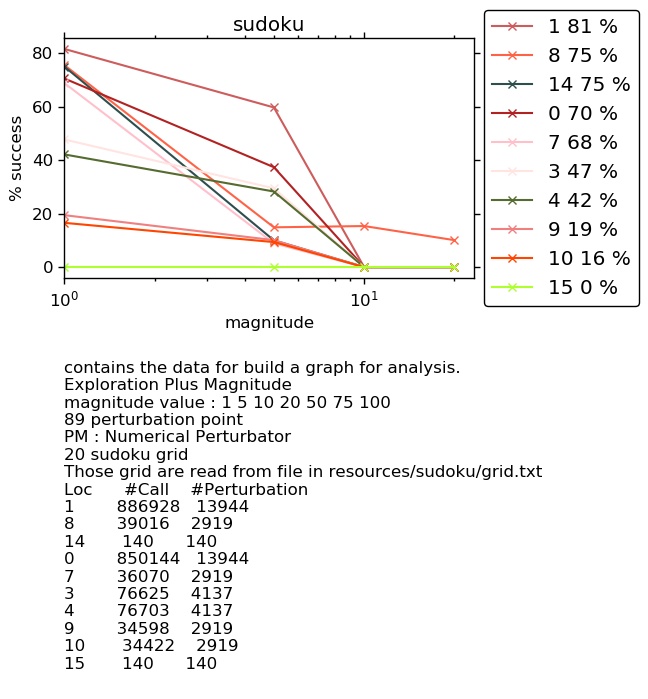 sudoku
80
60
40
20
0
% success
10^0
10^1
magnitude
1 81 %
8 75 %
14 75 %
0 70 %
7 68 %
3 47 %
4 42 %
9 19 %
10 16 %
15 0 %
contains the data for build a graph for analysis.
Exploration Plus Magnitude
magnitude value : 1 5 10 20 50 75 100
89 perturbation point
PM : Numerical Perturbator
20 sudoku grid
Those grid are read from file in resources/sudoku/grid.txt
Loc #Call #Perturbation
1 886928 13944
8 39016 2919
14 140 140
0 850144 13944
7 36070 2919
3 76625 4137
4 76703 4137
9 34598 2919
10 34422 2919
15 140 140